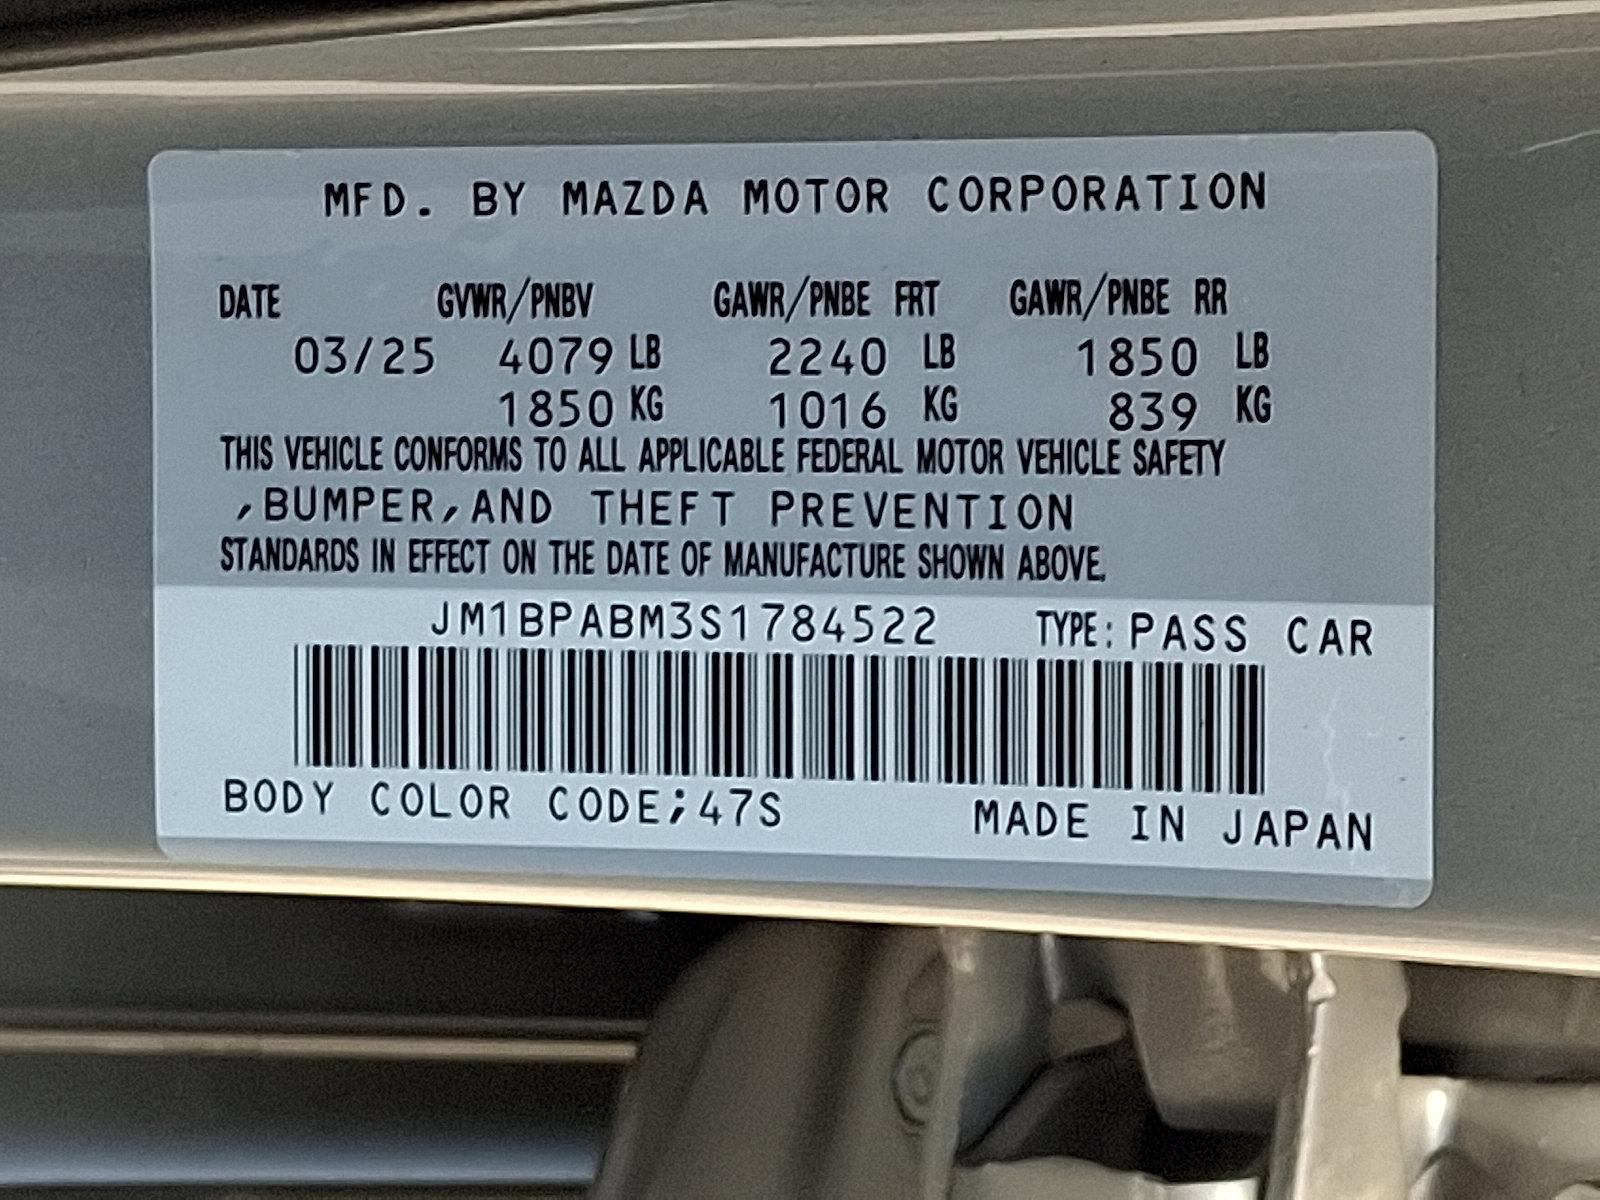 MFD. BY MAZDA MOTOR CORPORATION
DATE GVWR/PNBV GAWR/PNBE FRT GAWR/PNBE RR
03/25 4079 LB 2240 LB 1850 LB
1850 KG 1016 KG 839 KG
THIS VEHICLE CONFORMS TO ALL APPLICABLE FEDERAL MOTOR VEHICLE SAFETY
,BUMPER,AND THEFT PREVENTION
STANDARDS IN EFFECT ON THE DATE OF MANUFACTURE SHOWN ABOVE.
JM1BPABM3S1784522 TYPE: PASS CAR
BODY COLOR CODE;47S MADE IN JAPAN